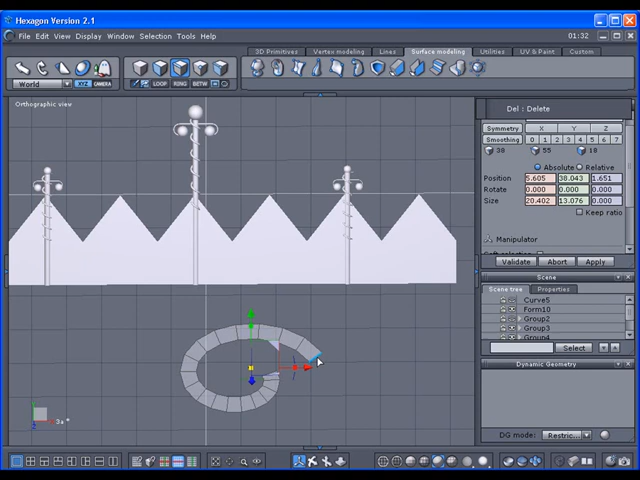 Hexagon Version 2.1
File Edit View Display Window Selection Tools Help 01:32
3D Primitives Vertex modeling Lines Surface modeling Utilities UV & Paint Custom
World XYZ CAMERA LOOP RING BETW
Orthographic view
Del : Delete
Symmetry X Y Z
Smoothing 0 1 2 3 4 5 6 7
38 55 18
Absolute Relative
Position 5.605 38.043 1.651
Rotate 0.000 0.000 0.000
Size 20.402 13.076 0.000
Keep ratio
Manipulator
Validate Abort Apply
Scene
Scene tree Properties
Curve5
Form10
Group2
Group3
Group4
Select
Dynamic Geometry
DG mode: Restric...